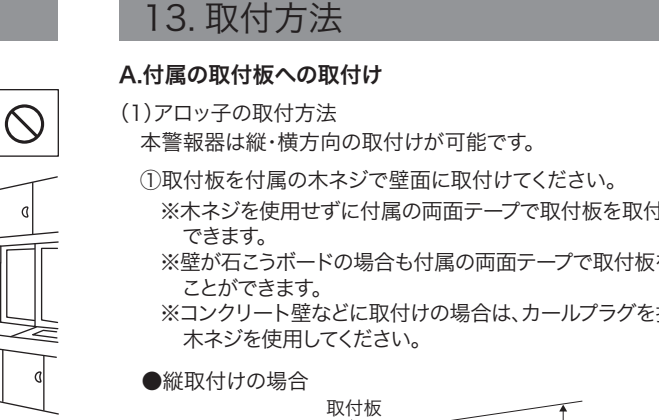 13. 取付方法
A.付属の取付板への取付け
(1)アロッ子の取付方法
本警報器は縦・横方向の取付けが可能です。
①取付板を付属の木ネジで壁面に取付けてください。
※木ネジを使用せずに付属の両面テープで取付板を取付
できます。
※壁が石こうボードの場合も付属の両面テープで取付板
ことができます。
※コンクリート壁などに取付けの場合は、カールプラグを
木ネジを使用してください。
●縦取付けの場合
取付板